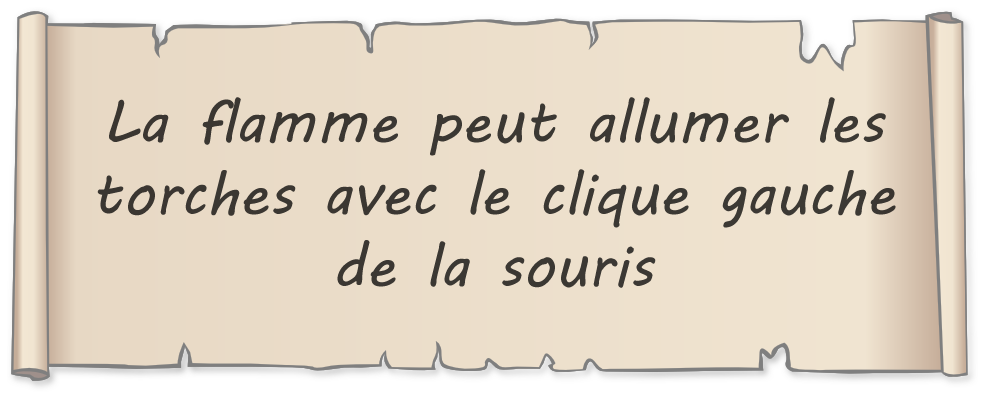 La flamme peut allumer les
torches avec le clique gauche
de la souris